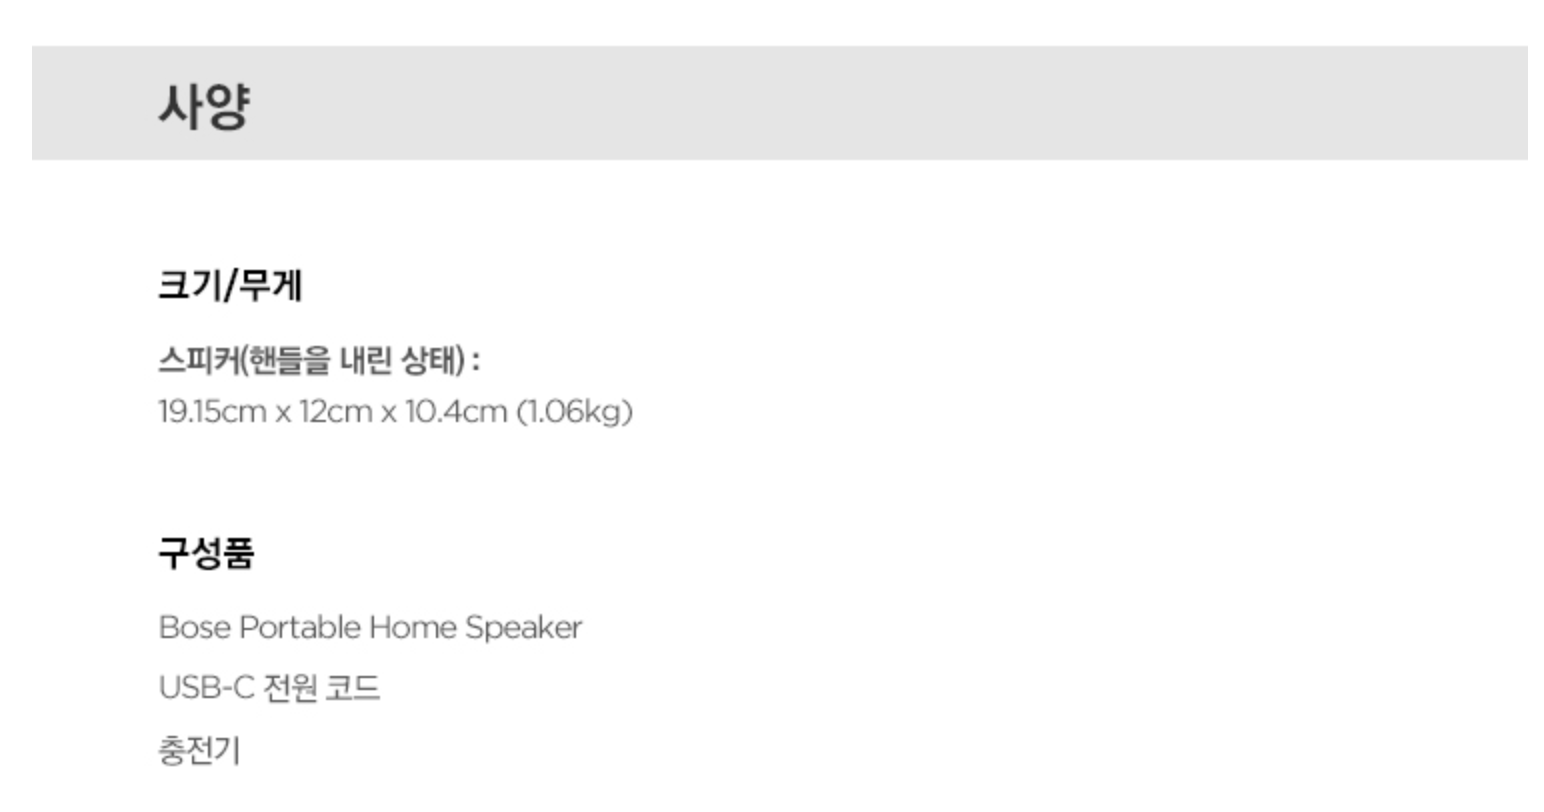 사양
크기/무게
스피커(핸들을 내린 상태) :
19.15cm x 12cm x 10.4cm (1.06kg)
구성품
Bose Portable Home Speaker
USB-C 전원 코드
충전기